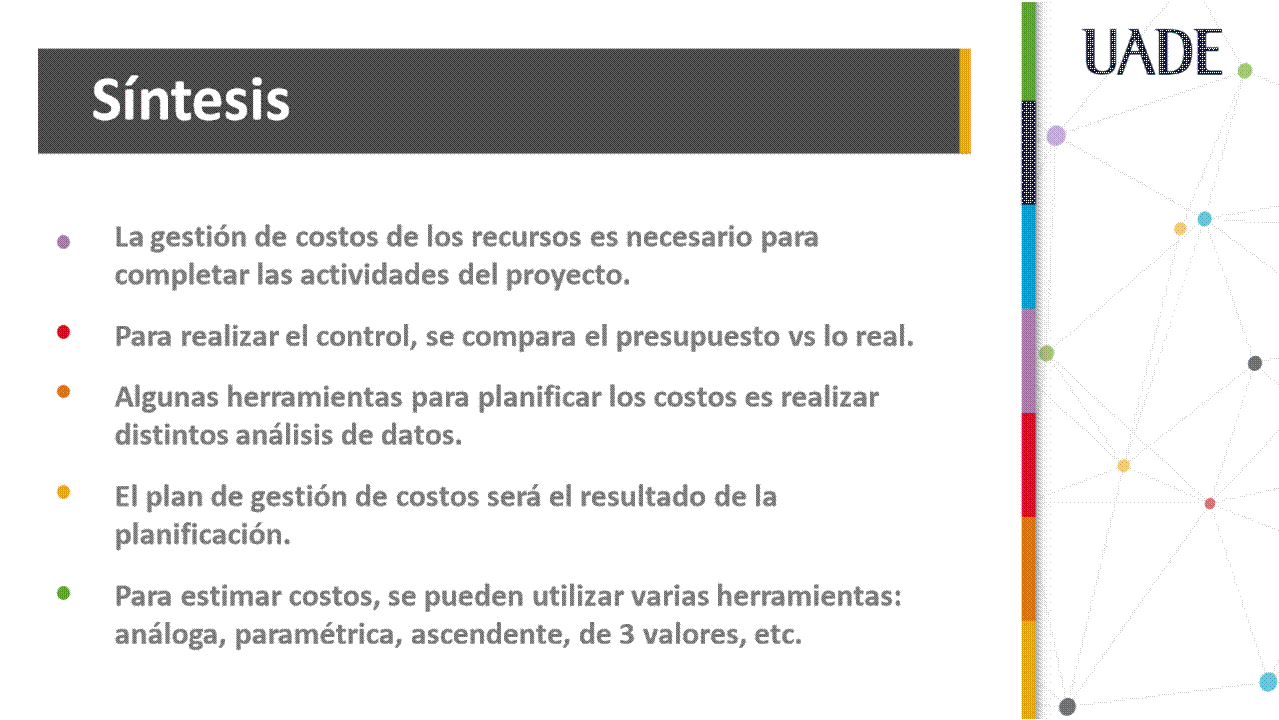 UADE
Síntesis
La gestión de costos de los recursos es necesario para
completar las actividades del proyecto.
Para realizar el control, se compara el presupuesto vs lo real.
Algunas herramientas para planificar los costos es realizar
distintos análisis de datos.
El plan de gestión de costos será el resultado de la
planificación.
Para estimar costos, se pueden utilizar varias herramientas:
análoga, paramétrica, ascendente, de 3 valores, etc.